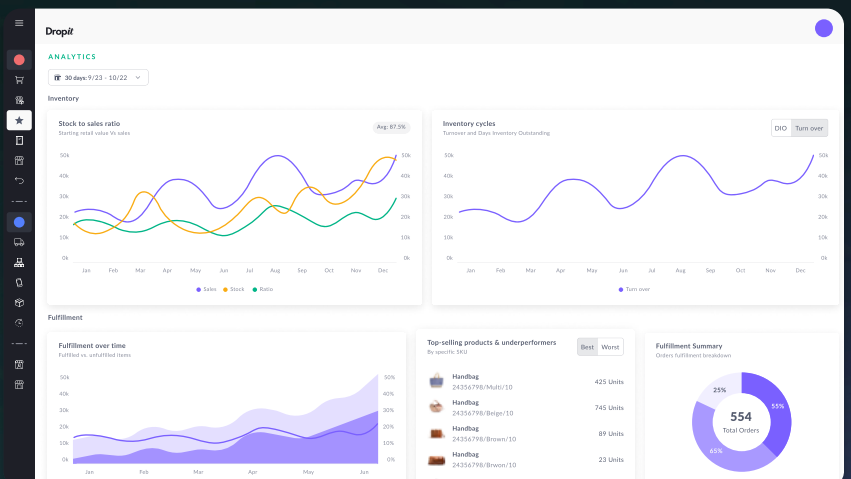 Dropit
ANALYTICS
30 days: 9/23 - 10/22
Inventory
Stock to sales ratio
Starting retail value Vs sales
Avg: 87.5%
50k 50k
40k 40k
30k 30k
20k 20k
10k 10k
0k 0k
Jan Feb Mar Apr May Jun Jul Aug Sep Oct Nov Dec
Sales Stock Ratio
Inventory cycles
Turnover and Days Inventory Outstanding
DIO Turn over
50k 50k
40k 40k
30k 30k
20k 20k
10k 10k
0k 0k
Jan Feb Mar Apr May Jun Jul Aug Sep Oct Nov Dec
Turn over
Fulfillment
Fulfillment over time
Fulfilled vs. unfulfilled items
50k 50%
40k 40%
30k 30%
20k 20%
10k 10%
0k 0%
Jan Feb Mar Apr May Jun
Top-selling products & underperformers
By specific SKU
Best Worst
Handbag
24356798/Multi/10
425 Units
Handbag
24356798/Beige/10
745 Units
Handbag
24356798/Brown/10
89 Units
Handbag
24356798/Brwon/10
23 Units
Fulfillment Summary
Orders fulfillment breakdown
25%
55%
65%
554
Total Orders